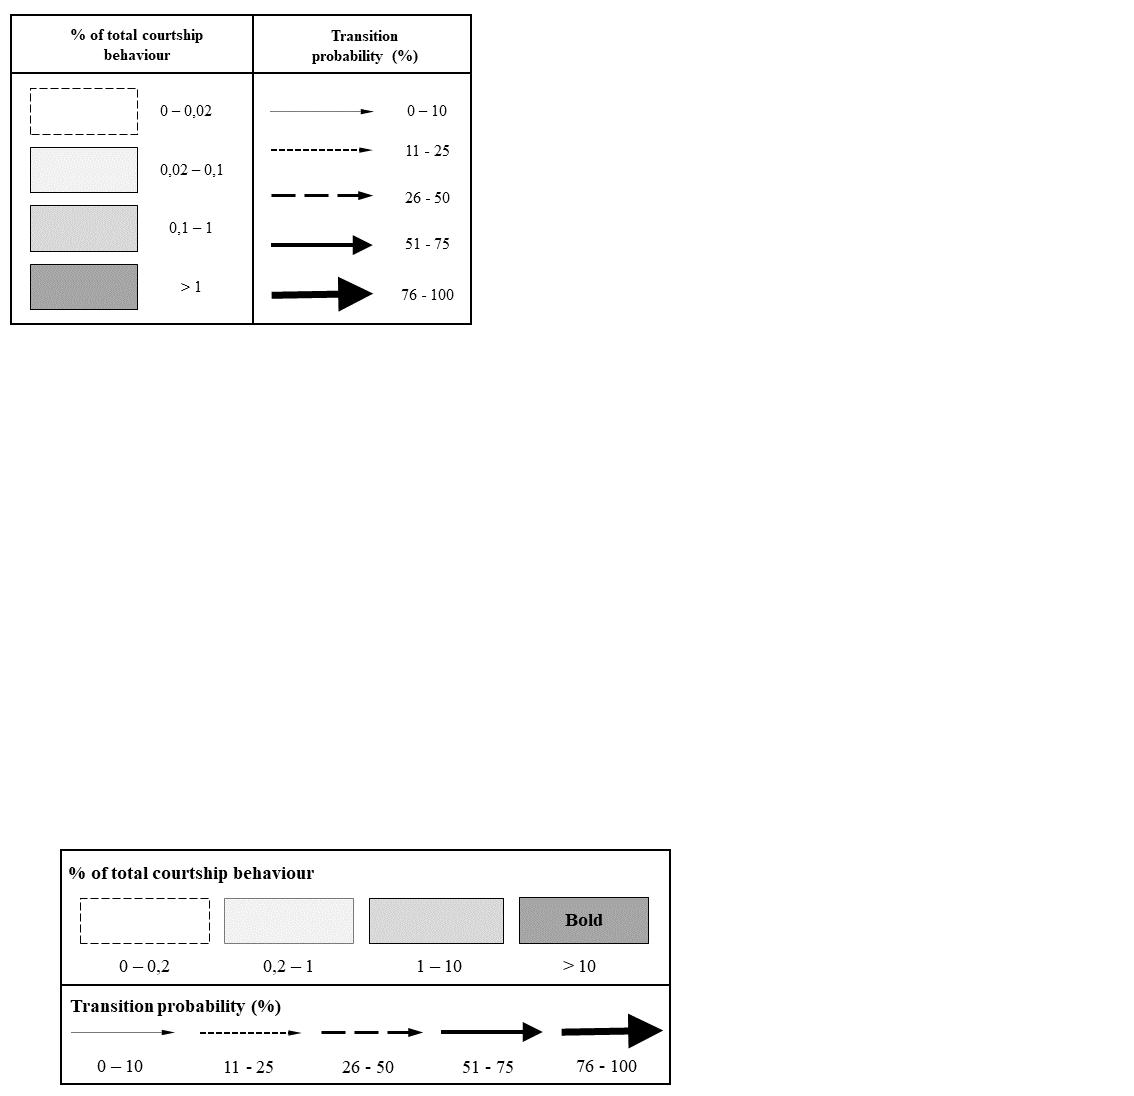 % of total courtship
behaviour
Transition
probability (%)
0 – 0,02
0 – 10
11 - 25
0,02 – 0,1
26 - 50
0,1 – 1
51 - 75
> 1
76 - 100
% of total courtship behaviour
Bold
0 – 0,2
0,2 – 1
1 – 10
> 10
Transition probability (%)
0 – 10
11 - 25
26 - 50
51 - 75
76 - 100